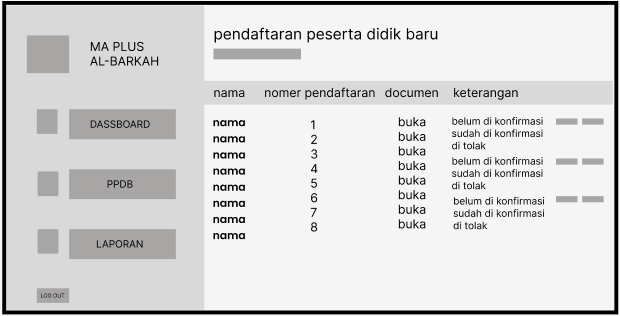 MA PLUS
AL-BARKAH
DASSBOARD
PPDB
LAPORAN
LOG OUT
pendaftaran peserta didik baru
nama nomer pendaftaran documen keterangan
nama 1 buka belum di konfirmasi
nama 2 buka sudah di konfirmasi
nama 3 buka di tolak
nama 4 buka belum di konfirmasi
nama 5 buka sudah di konfirmasi
nama 6 buka di tolak
nama 7 buka belum di konfirmasi
nama 8 buka sudah di konfirmasi
di tolak